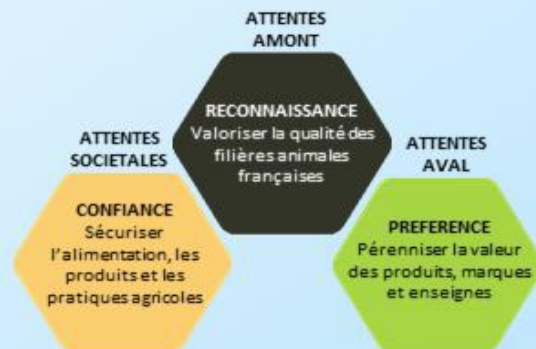 ATTENTES
AMONT
RECONNAISSANCE
Valoriser la qualité des
filières animales
françaises
ATTENTES
SOCIETALES
CONFIANCE
Sécuriser
l'alimentation, les
produits et les
pratiques agricoles
ATTENTES
AVAL
PREFERENCE
Pérenniser la valeur
des produits, marques
et enseignes